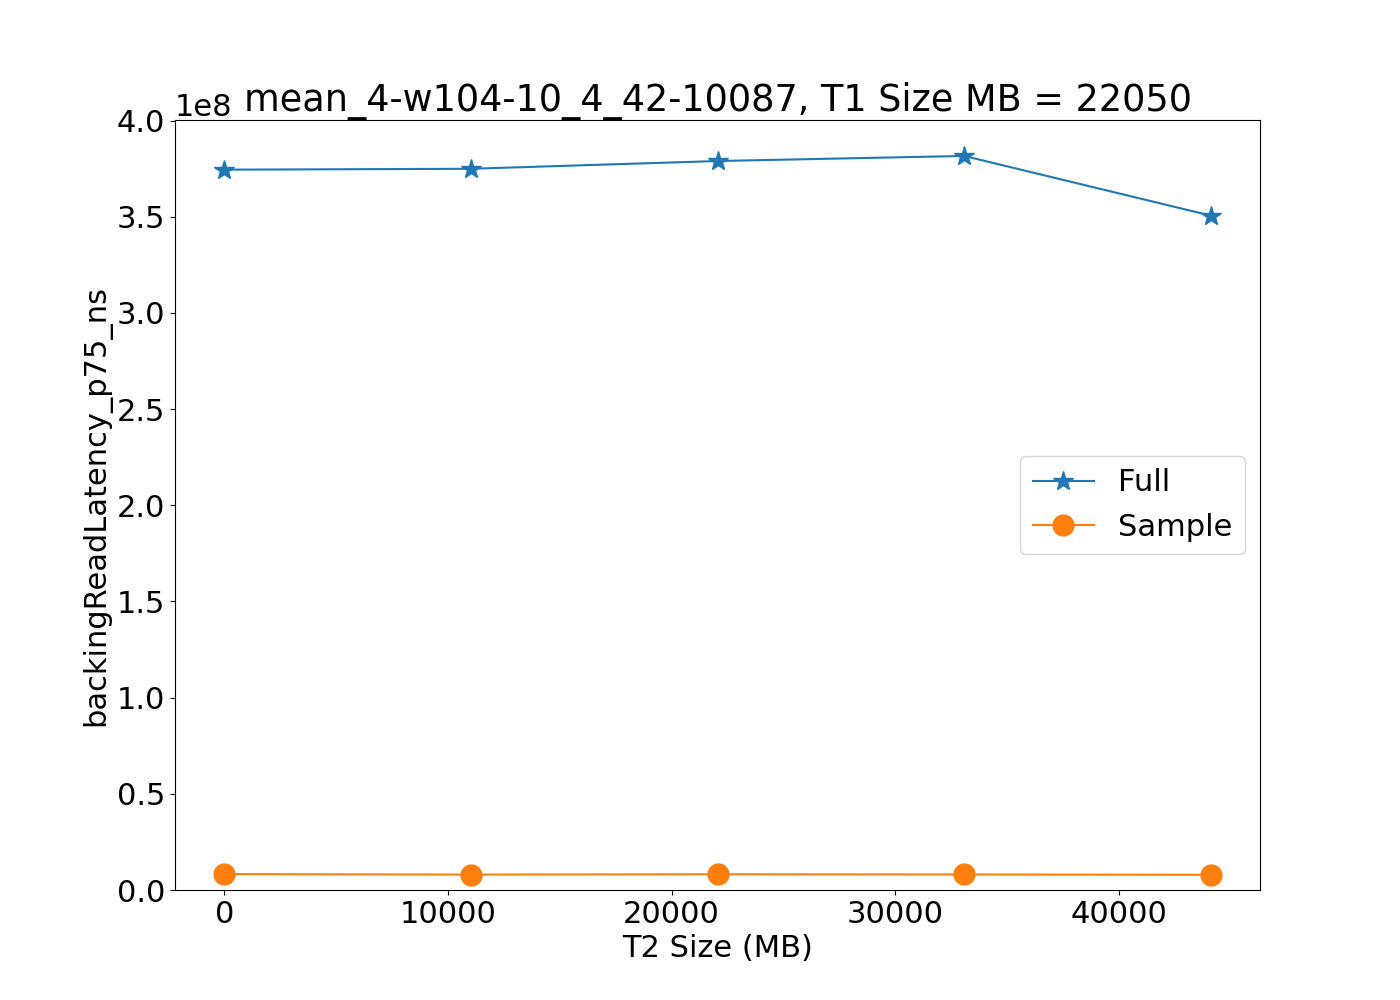 1e8
mean_4-w104-10_4_42-10087, T1 Size MB = 22050
4.0
3.5
3.0
2.5
2.0
1.5
1.0
0.5
0.0
backingReadLatency_p75_ns
Full
Sample
0 10000 20000 30000 40000
T2 Size (MB)